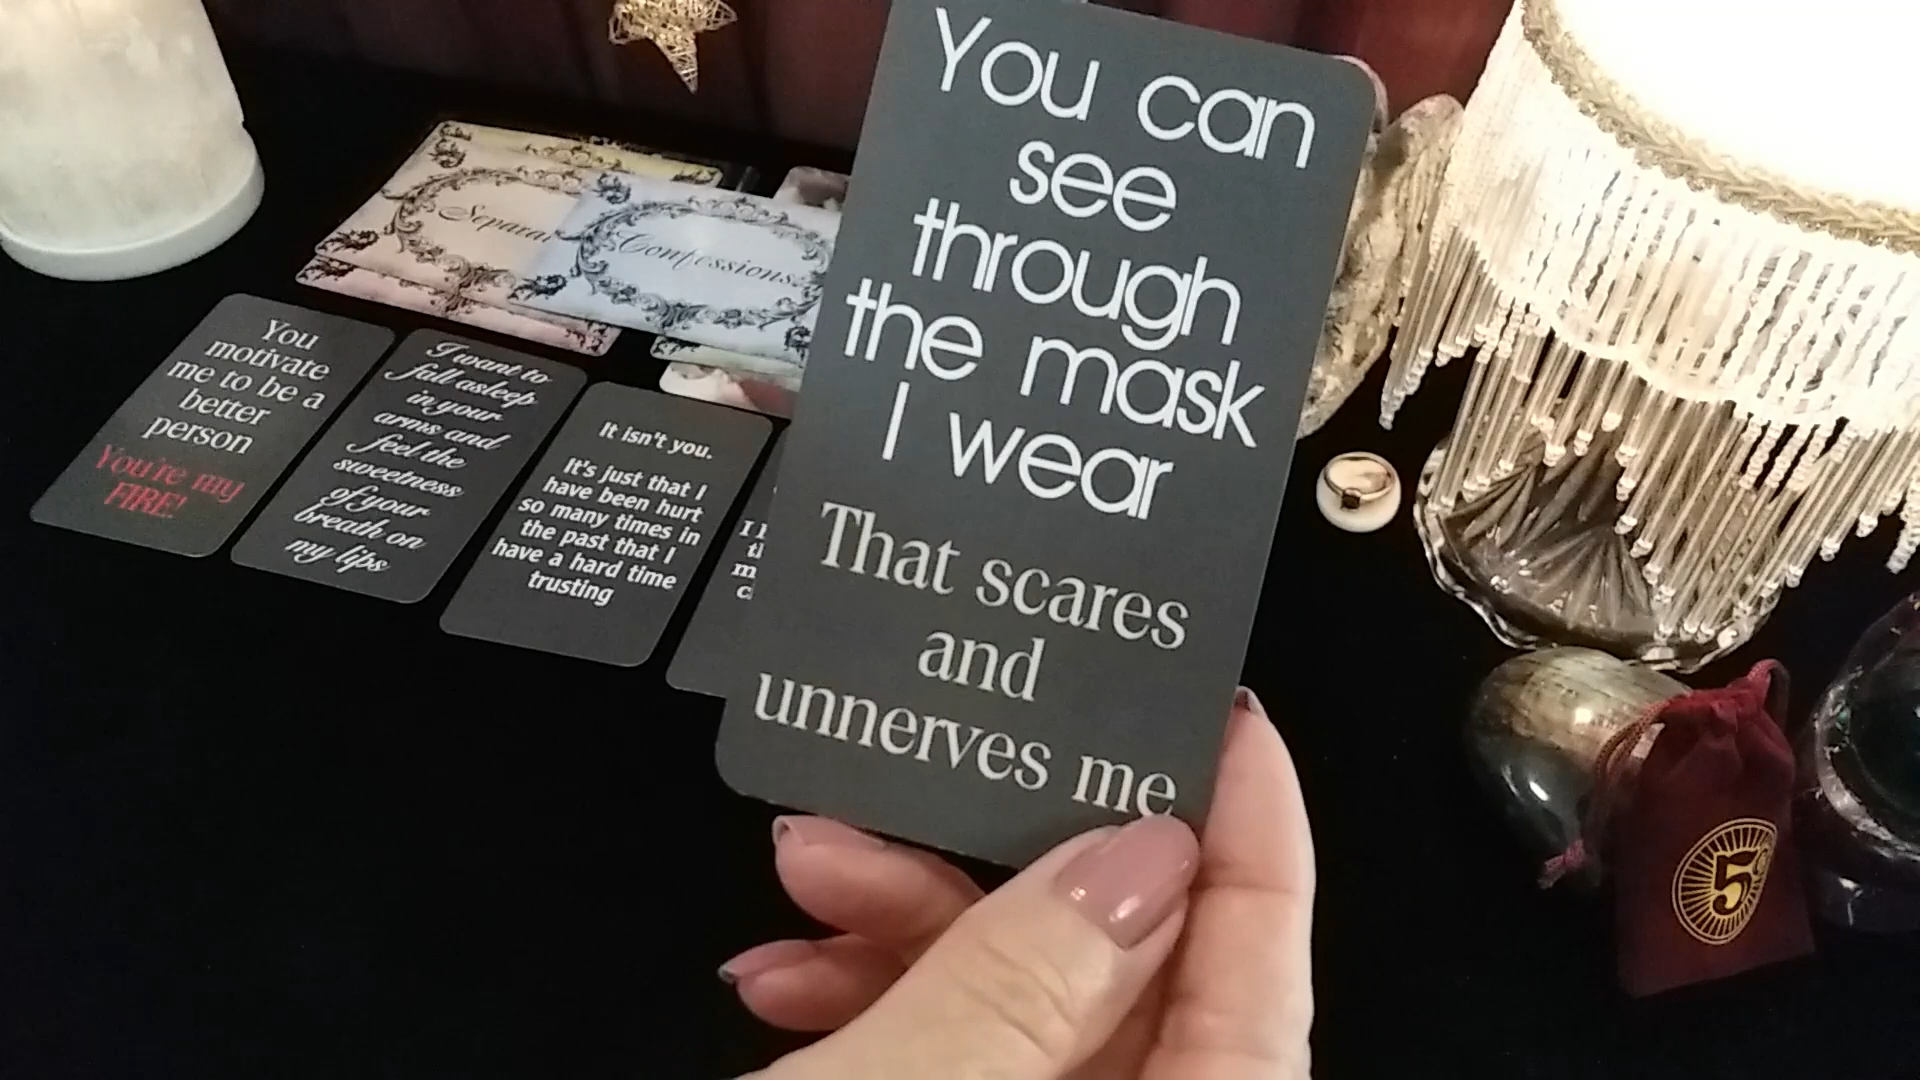 You can
see
through
the mask
I wear
That scares
and
unnerves me
Confessions
You
motivate
me to be a
better
person
You're my
FIRE!
I want to
fall asleep
in your
arms and
feel the
sweetness
of your
breath on
my lips
It isn't you.
It's just that I
have been hurt
so many times in
the past that I
have a hard time
trusting
I
5